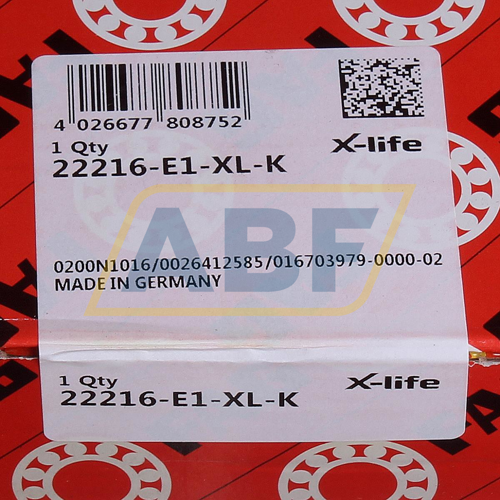 4 026677 808752
1 Qty
X-life
22216-E1-XL-K
ABF
0200N1016/0026412585/016703979-0000-02
MADE IN GERMANY
1 Qty
X-life
22216-E1-XL-K
FAG